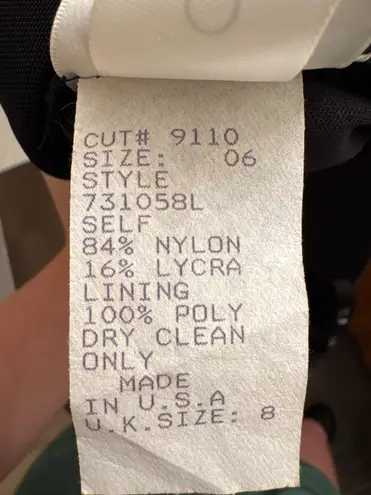 CUT# 9110
SIZE: 06
STYLE
731058L
SELF
84% NYLON
16% LYCRA
LINING
100% POLY
DRY CLEAN
ONLY
MADE
IN U.S.A
U.K.SIZE: 8